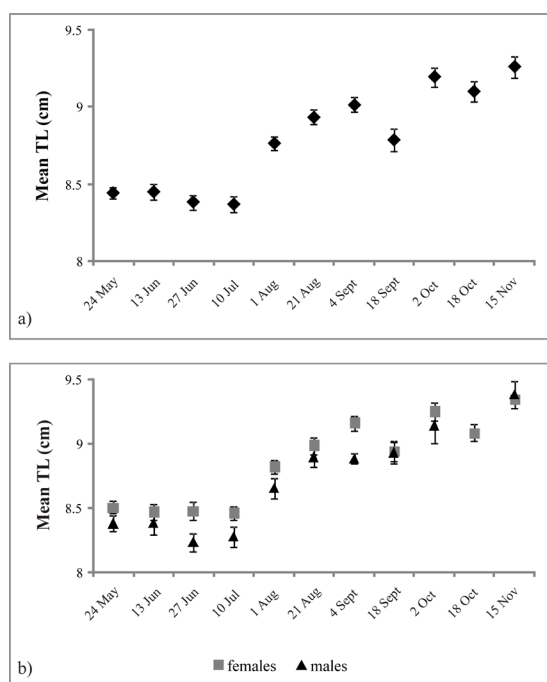 9.5
9
8.5
8
Mean TL (cm)
24 May
13 Jun
27 Jun
10 Jul
1 Aug
21 Aug
4 Sept
18 Sept
2 Oct
18 Oct
15 Nov
a)
9.5
9
8.5
8
Mean TL (cm)
24 May
13 Jun
27 Jun
10 Jul
1 Aug
21 Aug
4 Sept
18 Sept
2 Oct
18 Oct
15 Nov
b)
females males